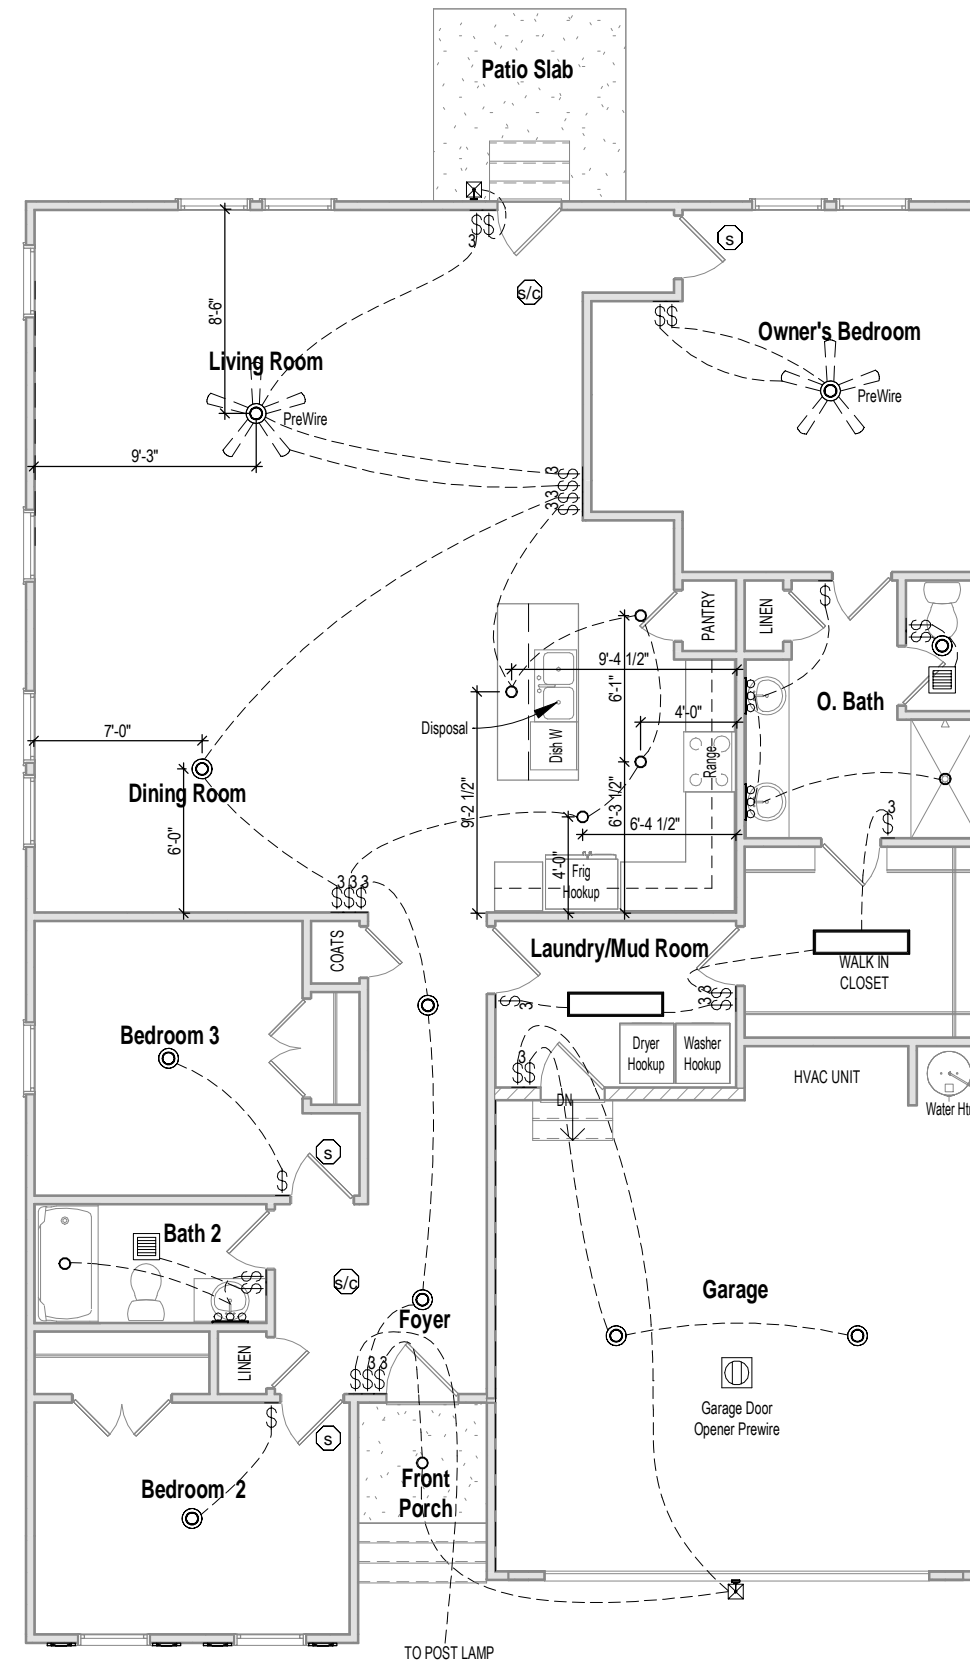 Patio Slab
$$
3
s
s/c
8'-6"
$$
Owner's Bedroom
Living Room
PreWire
PreWire
9'-3"
3
$$
$$
3
$$
3
$$
PANTRY
LINEN
$
$$
$$
9'-4 1/2"
6'-1"
O. Bath
4'-0"
Disposal
7'-0"
Dish W
Range
Dining Room
9'-2 1/2"
6'-3 1/2"
3
$
6'-0"
6'-4 1/2"
4'-0"
Frig
Hookup
3 3 3
$$$
COATS
Laundry/Mud Room
WALK IN
CLOSET
$
3
3 3
$$
$$
Bedroom 3
Dryer
Hookup
Washer
Hookup
3
$$
HVAC UNIT
DN
Water Htr
s
$
Bath 2
$$
$$
s/c
Garage
Foyer
LINEN
3 3
$$$
$
Garage Door
Opener Prewire
s
Bedroom 2
Front
Porch
TO POST LAMP